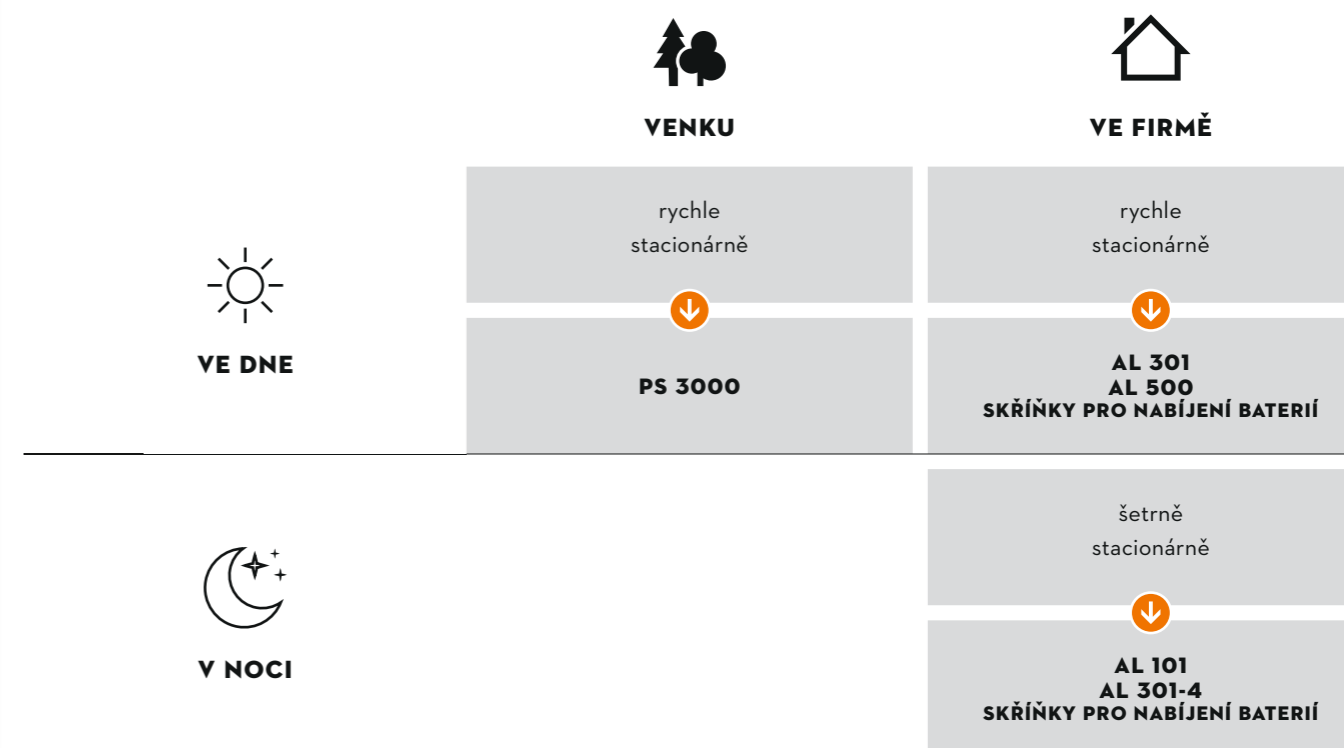 VENKU
VE FIRMĚ
rychle
stacionárně
rychle
stacionárně
VE DNE
PS 3000
AL 301
AL 500
SKŘÍŇKY PRO NABÍJENÍ BATERIÍ
šetrně
stacionárně
V NOCI
AL 101
AL 301-4
SKŘÍŇKY PRO NABÍJENÍ BATERIÍ